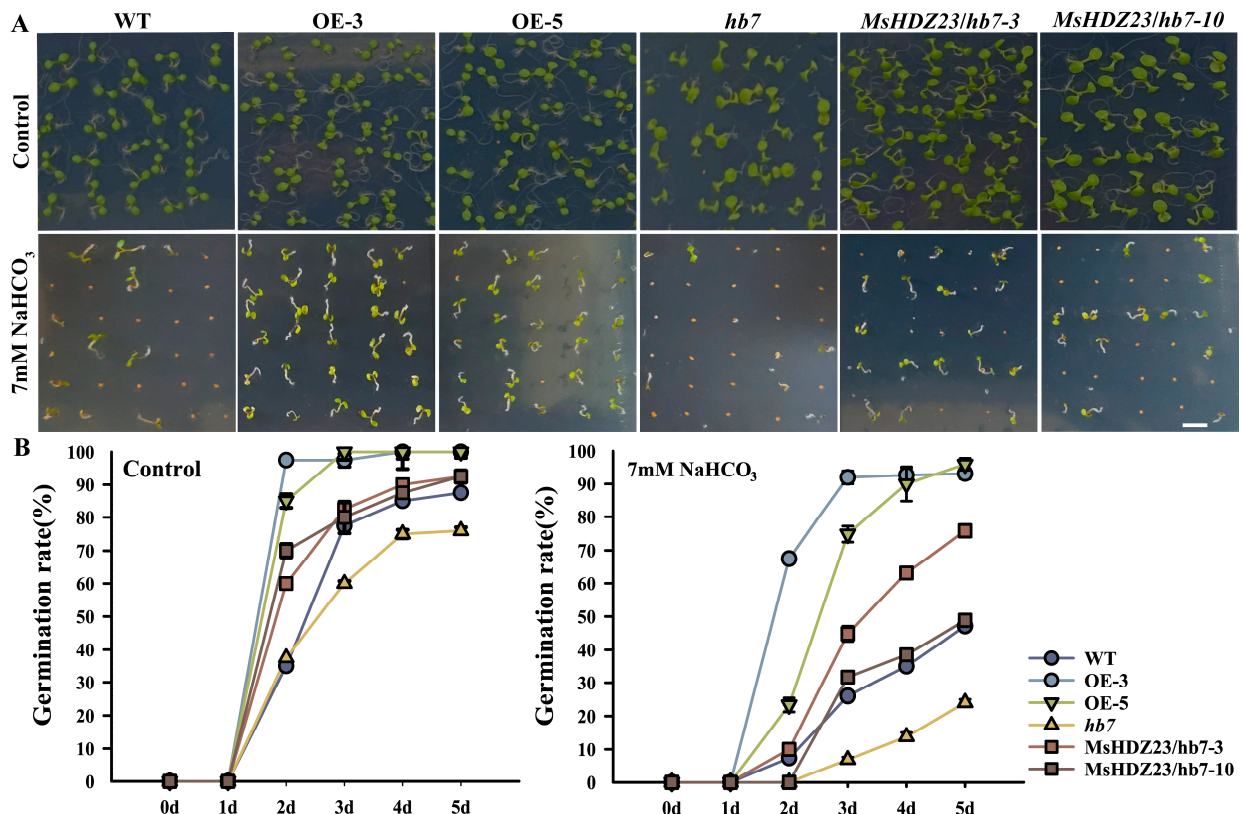 A
WT OE-3 OE-5 hb7 MsHDZ23/hb7-3 MsHDZ23/hb7-10
Control
7mM NaHCO₃
B
Control
Germination rate(%)
100
90
80
70
60
50
40
30
20
10
0
0d 1d 2d 3d 4d 5d
7mM NaHCO₃
Germination rate(%)
100
90
80
70
60
50
40
30
20
10
0
0d 1d 2d 3d 4d 5d
WT
OE-3
OE-5
hb7
MsHDZ23/hb7-3
MsHDZ23/hb7-10